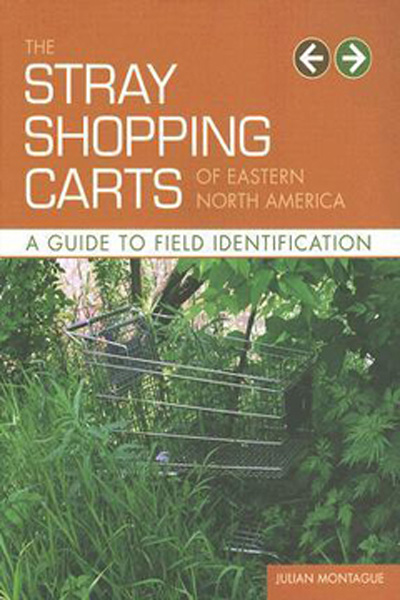 THE
STRAY
SHOPPING
CARTS OF EASTERN
NORTH AMERICA
A GUIDE TO FIELD IDENTIFICATION
JULIAN MONTAGUE